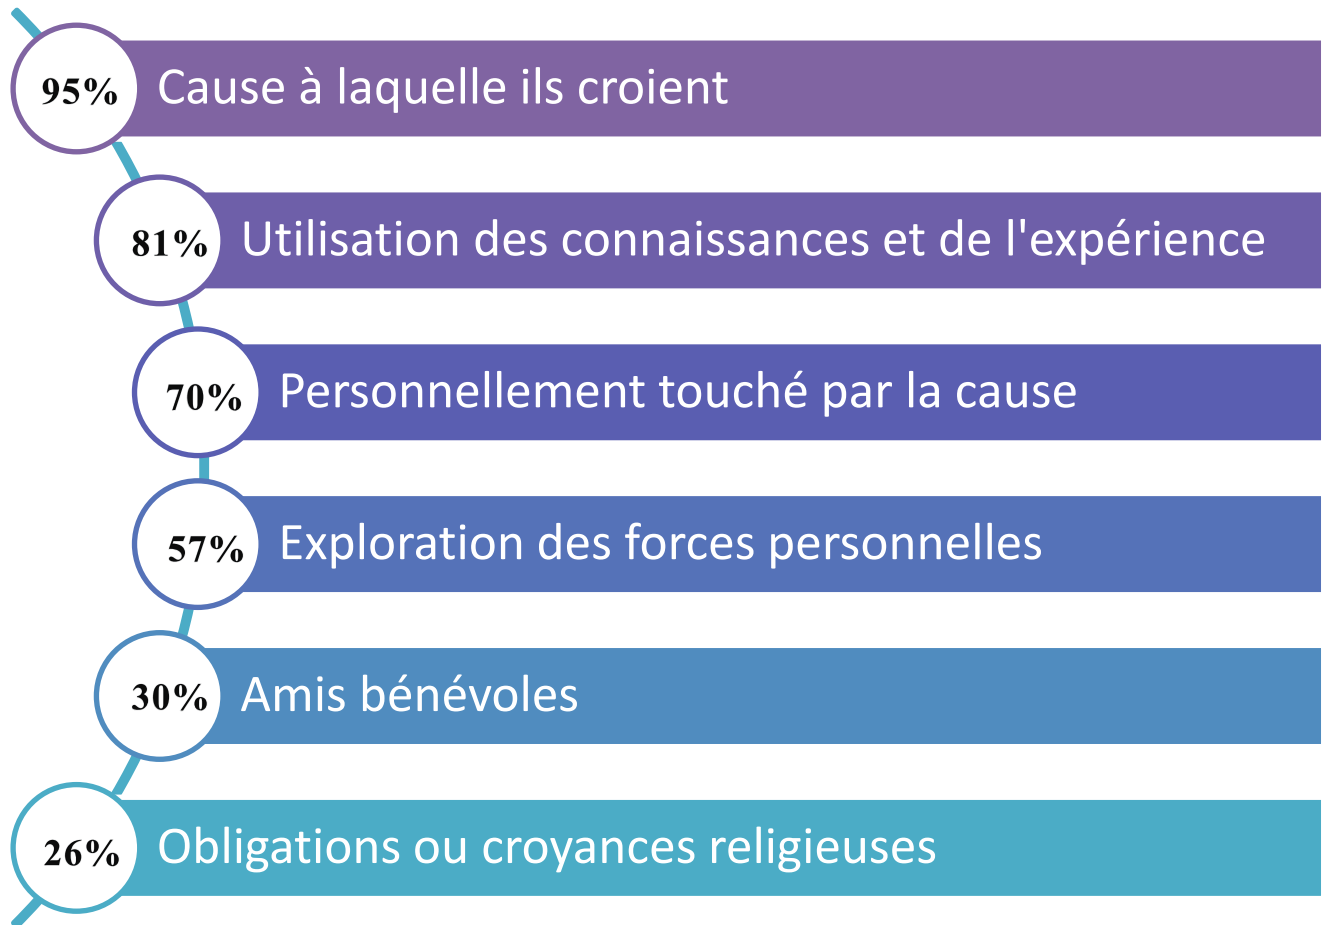 95% Cause à laquelle ils croient
81% Utilisation des connaissances et de l'expérience
70% Personnellement touché par la cause
57% Exploration des forces personnelles
30% Amis bénévoles
26% Obligations ou croyances religieuses